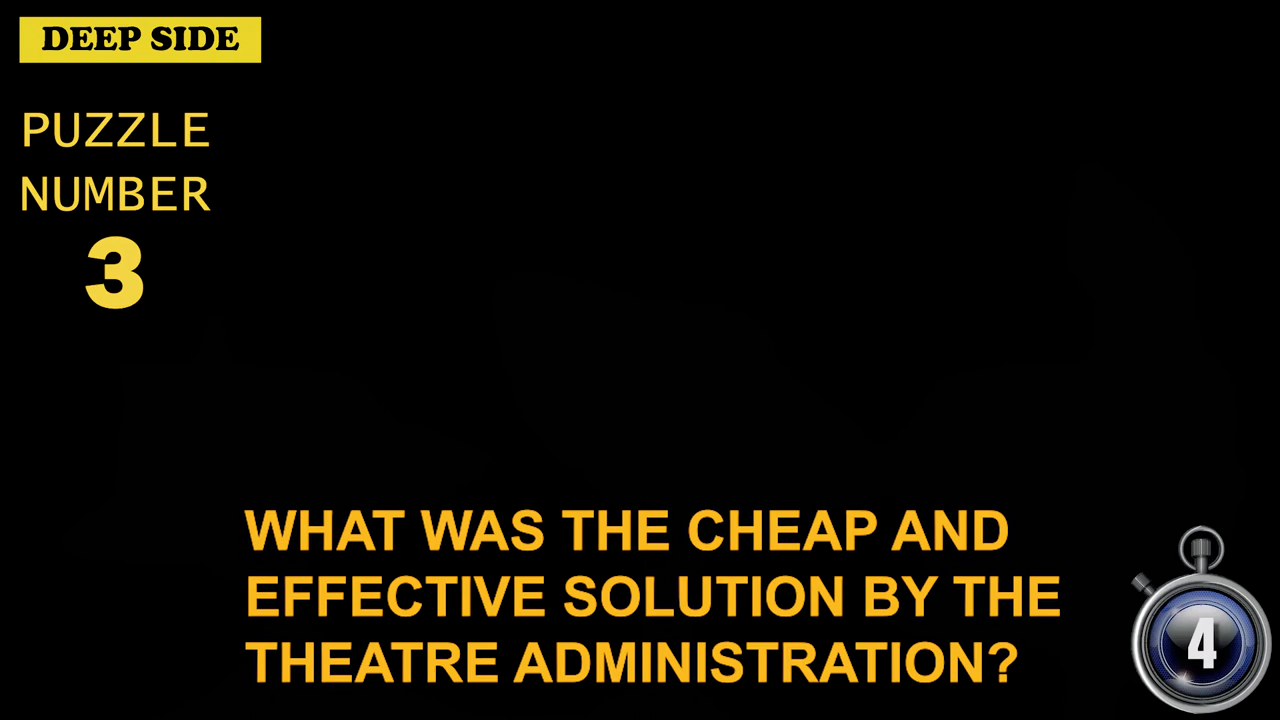 DEEP SIDE
PUZZLE
NUMBER
3
WHAT WAS THE CHEAP AND
EFFECTIVE SOLUTION BY THE
THEATRE ADMINISTRATION?
4